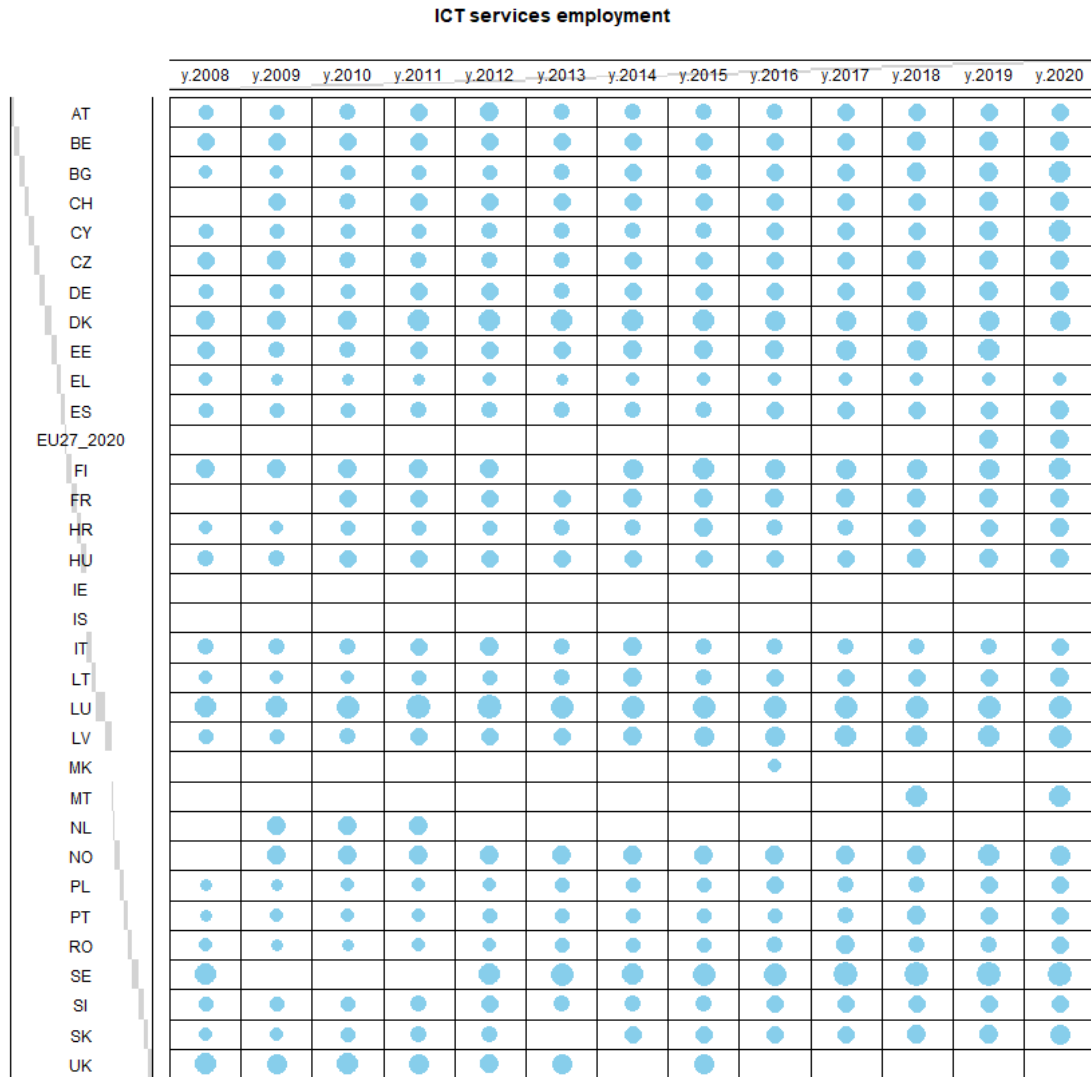 ICT services employment
y.2008 y.2009 y.2010 y.2011 y.2012 y.2013 y.2014 y.2015 y.2016 y.2017 y.2018 y.2019 y.2020
AT
BE
BG
CH
CY
CZ
DE
DK
EE
EL
ES
EU27_2020
FI
FR
HR
HU
IE
IS
IT
LT
LU
LV
MK
MT
NL
NO
PL
PT
RO
SE
SI
SK
UK